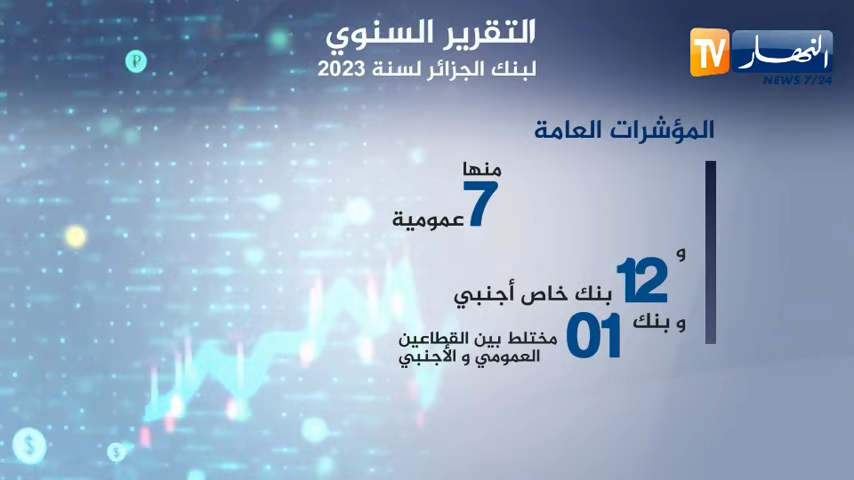 التقرير السنوي
لبنك الجزائر لسنة 2023
النهار TV
NEWS 7/24
المؤشرات العامة
منها
7 عمومية
و
12 بنك خاص أجنبي
و بنك 01 مختلط بين القطاعين
العمومي و الأجنبي